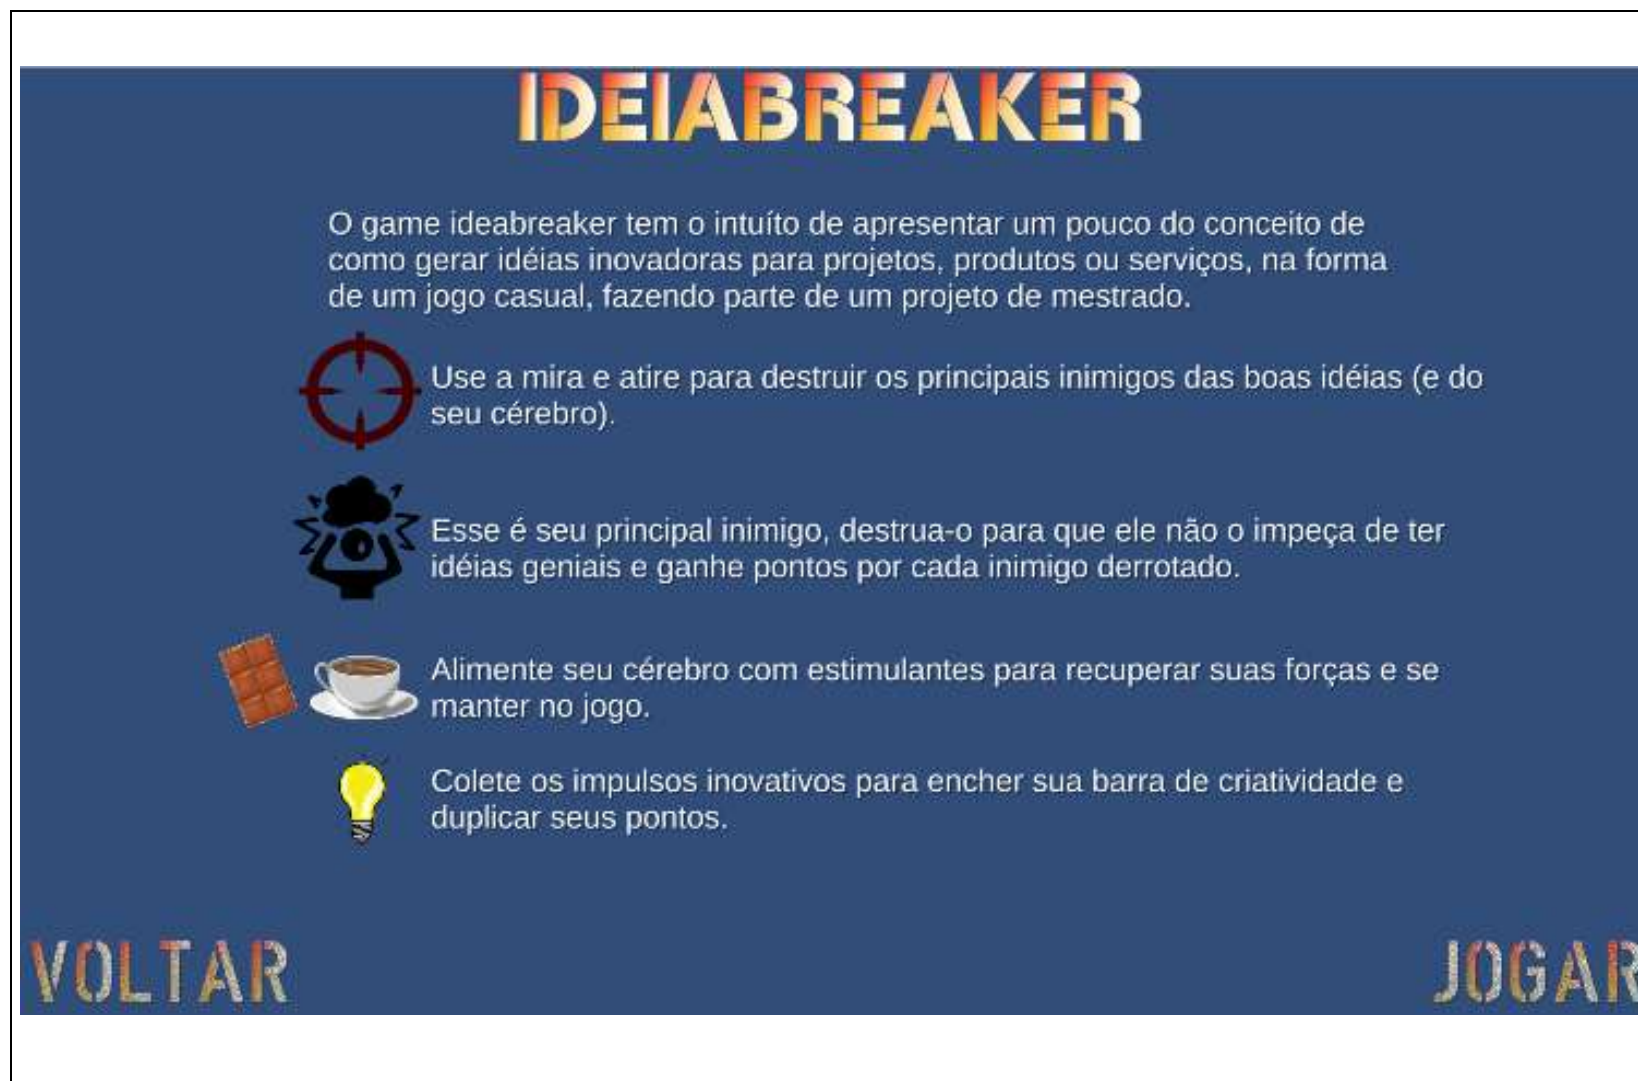 IDEIABREAKER
O game ideabreaker tem o intuíto de apresentar um pouco do conceito de
como gerar idéias inovadoras para projetos, produtos ou serviços, na forma
de um jogo casual, fazendo parte de um projeto de mestrado.
Use a mira e atire para destruir os principais inimigos das boas idéias (e do
seu cérebro).
Esse é seu principal inimigo, destrua-o para que ele não o impeça de ter
idéias geniais e ganhe pontos por cada inimigo derrotado.
Alimente seu cérebro com estimulantes para recuperar suas forças e se
manter no jogo.
Colete os impulsos inovativos para encher sua barra de criatividade e
duplicar seus pontos.
VOLTAR
JOGAR